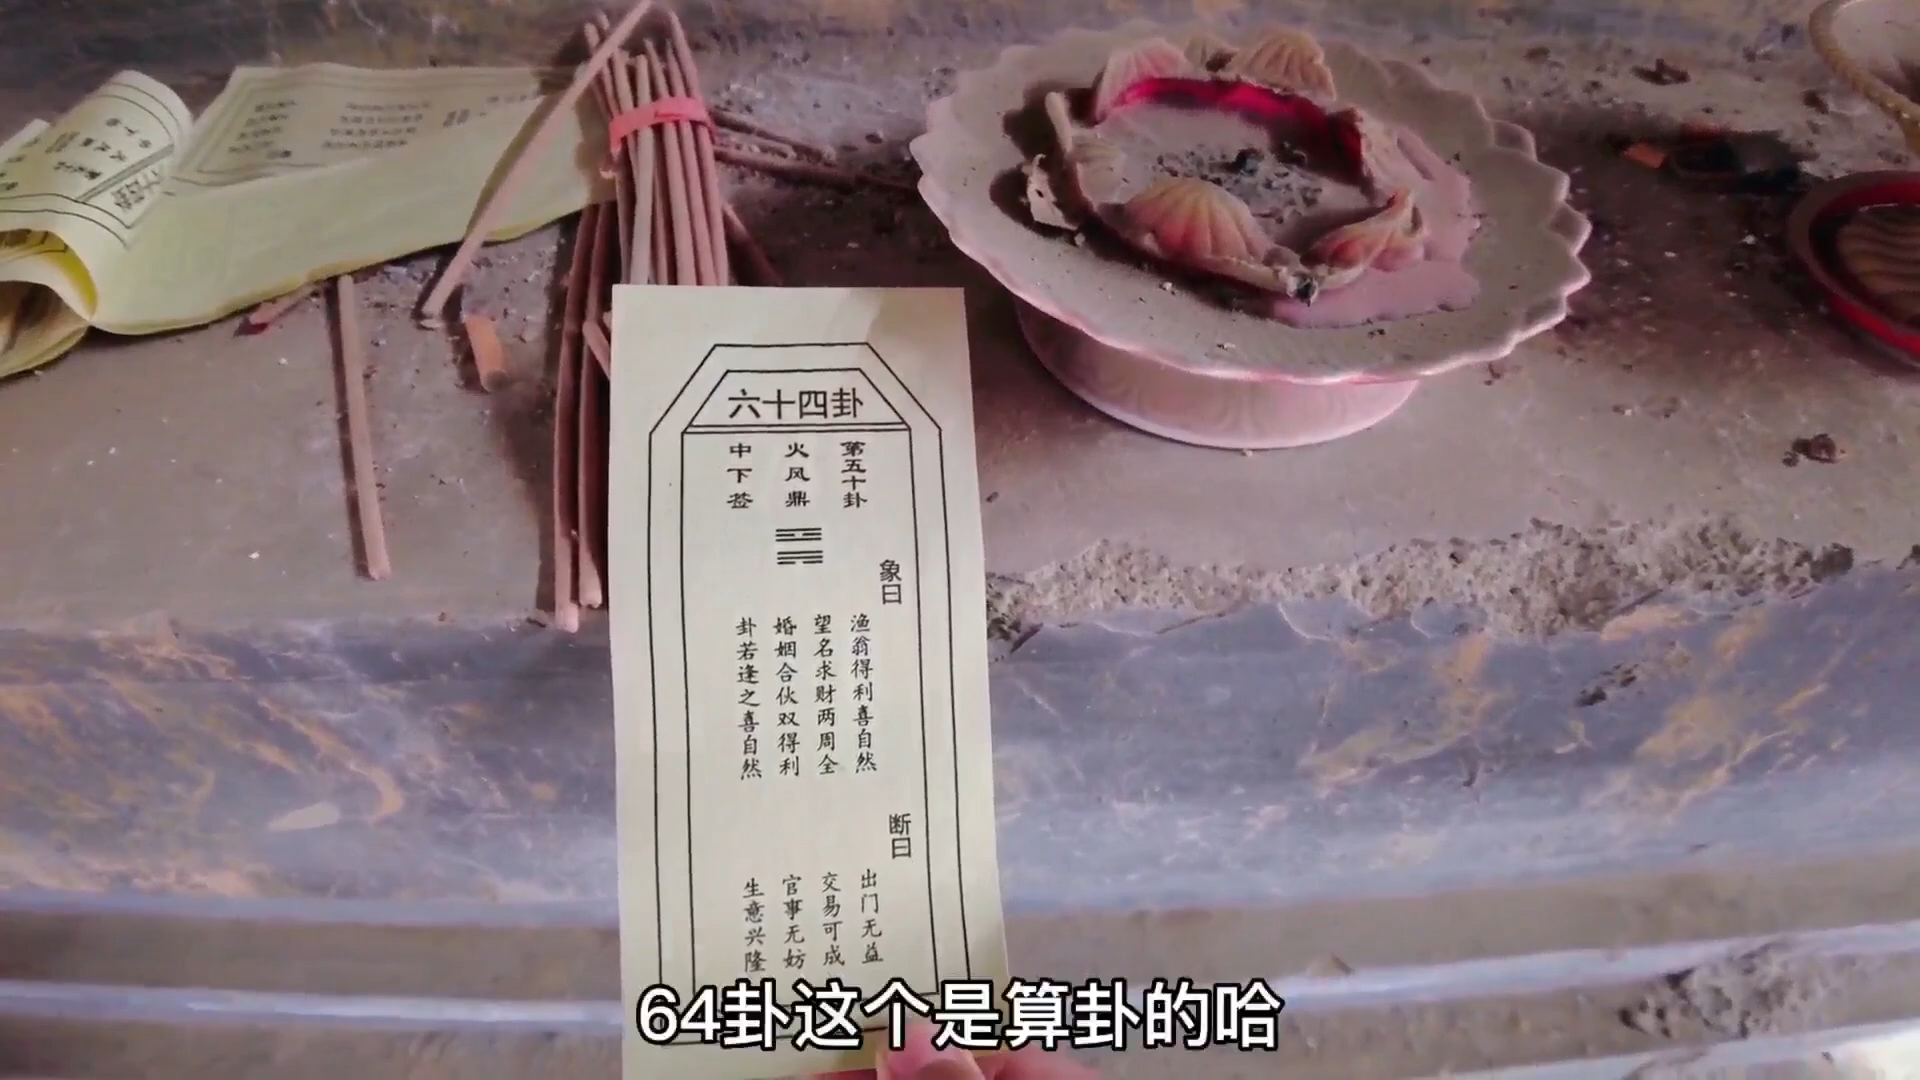 六十四卦
第五十卦
火风鼎
中下签
象曰
渔翁得利喜自然
望名求财两周全
婚姻合伙双得利
卦若逢之喜自然
断曰
出门无益
交易可成
官事无妨
生意兴隆
64卦这个是算卦的哈